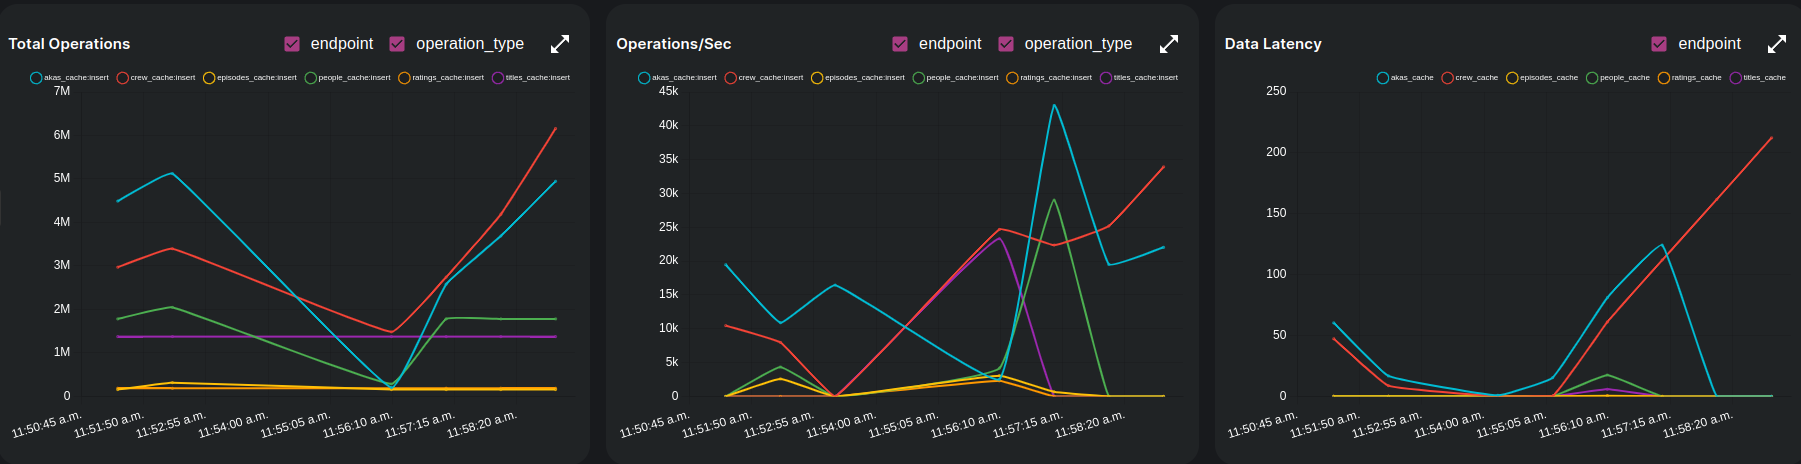 Total Operations
endpoint
operation_type
akas_cache:insert crew_cache:insert episodes_cache:insert people_cache:insert ratings_cache:insert titles_cache:insert
7M
6M
5M
4M
3M
2M
1M
0
11:50:45 a.m. 11:51:50 a.m. 11:52:55 a.m. 11:54:00 a.m. 11:55:05 a.m. 11:56:10 a.m. 11:57:15 a.m. 11:58:20 a.m.
Operations/Sec
endpoint
operation_type
akas_cache:insert crew_cache:insert episodes_cache:insert people_cache:insert ratings_cache:insert titles_cache:insert
45k
40k
35k
30k
25k
20k
15k
10k
5k
0
11:50:45 a.m. 11:51:50 a.m. 11:52:55 a.m. 11:54:00 a.m. 11:55:05 a.m. 11:56:10 a.m. 11:57:15 a.m. 11:58:20 a.m.
Data Latency
endpoint
akas_cache crew_cache episodes_cache people_cache ratings_cache titles_cache
250
200
150
100
50
0
11:50:45 a.m. 11:51:50 a.m. 11:52:55 a.m. 11:54:00 a.m. 11:55:05 a.m. 11:56:10 a.m. 11:57:15 a.m. 11:58:20 a.m.